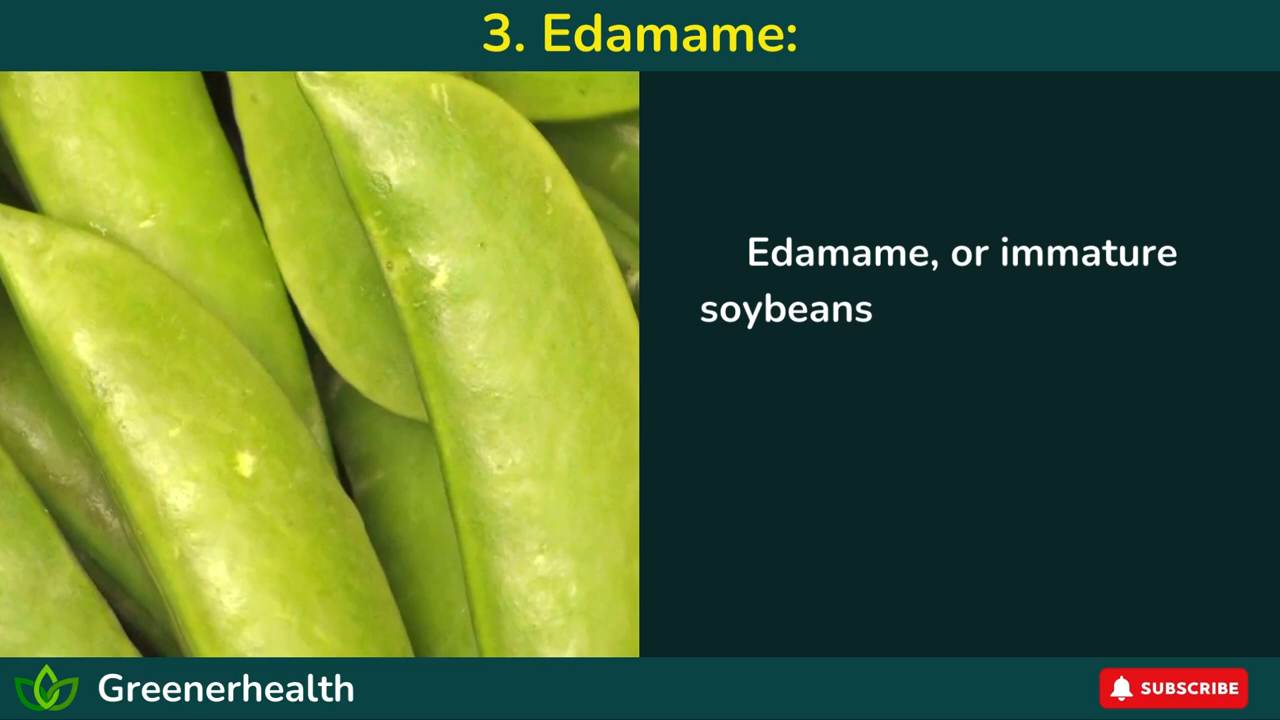 3. Edamame:
Edamame, or immature
soybeans
Greenerhealth
SUBSCRIBE